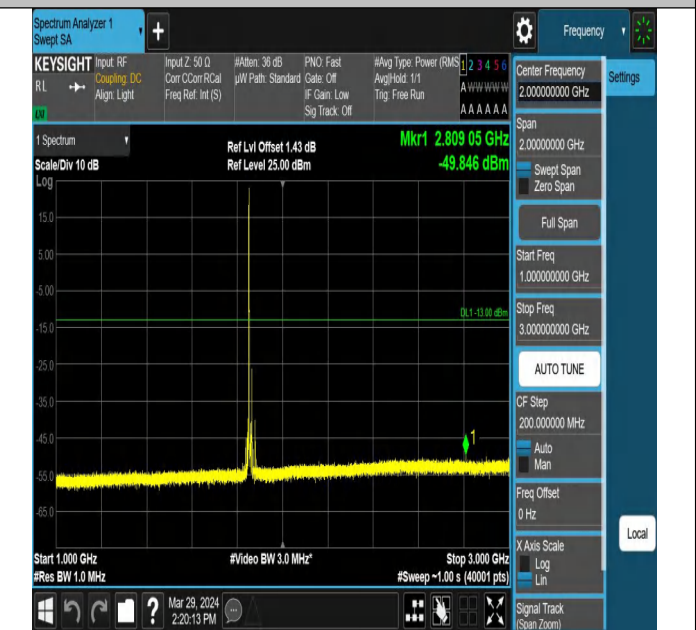 Spectrum Analyzer 1
Swept SA
+
Frequency
KEYSIGHT
RL
LXI
Input: RF
Coupling: DC
Align: Light
Input Z: 50 Ω
Corr CCorr RCal
Freq Ref: Int (S)
#Atten: 36 dB
µW Path: Standard
PNO: Fast
Gate: Off
IF Gain: Low
Sig Track: Off
#Avg Type: Power (RMS
Avg|Hold: 1/1
Trig: Free Run
1 2 3 4 5 6
A W W W W W
A A A A A A
1 Spectrum
Scale/Div 10 dB
Log
Ref Lvl Offset 1.43 dB
Ref Level 25.00 dBm
Mkr1 2.809 05 GHz
-49.846 dBm
15.0
5.00
-5.00
-15.0
-25.0
-35.0
-45.0
-55.0
-65.0
DL1 -13.00 dBm
1
Start 1.000 GHz
#Res BW 1.0 MHz
#Video BW 3.0 MHz*
Stop 3.000 GHz
#Sweep ~1.00 s (40001 pts)
Center Frequency
2.00000000 GHz
Settings
Span
2.00000000 GHz
Swept Span
Zero Span
Full Span
Start Freq
1.000000000 GHz
Stop Freq
3.000000000 GHz
AUTO TUNE
CF Step
200.000000 MHz
Auto
Man
Freq Offset
0 Hz
X Axis Scale
Log
Lin
Signal Track
(Span Zoom)
Local
?
Mar 29, 2024
2:20:13 PM